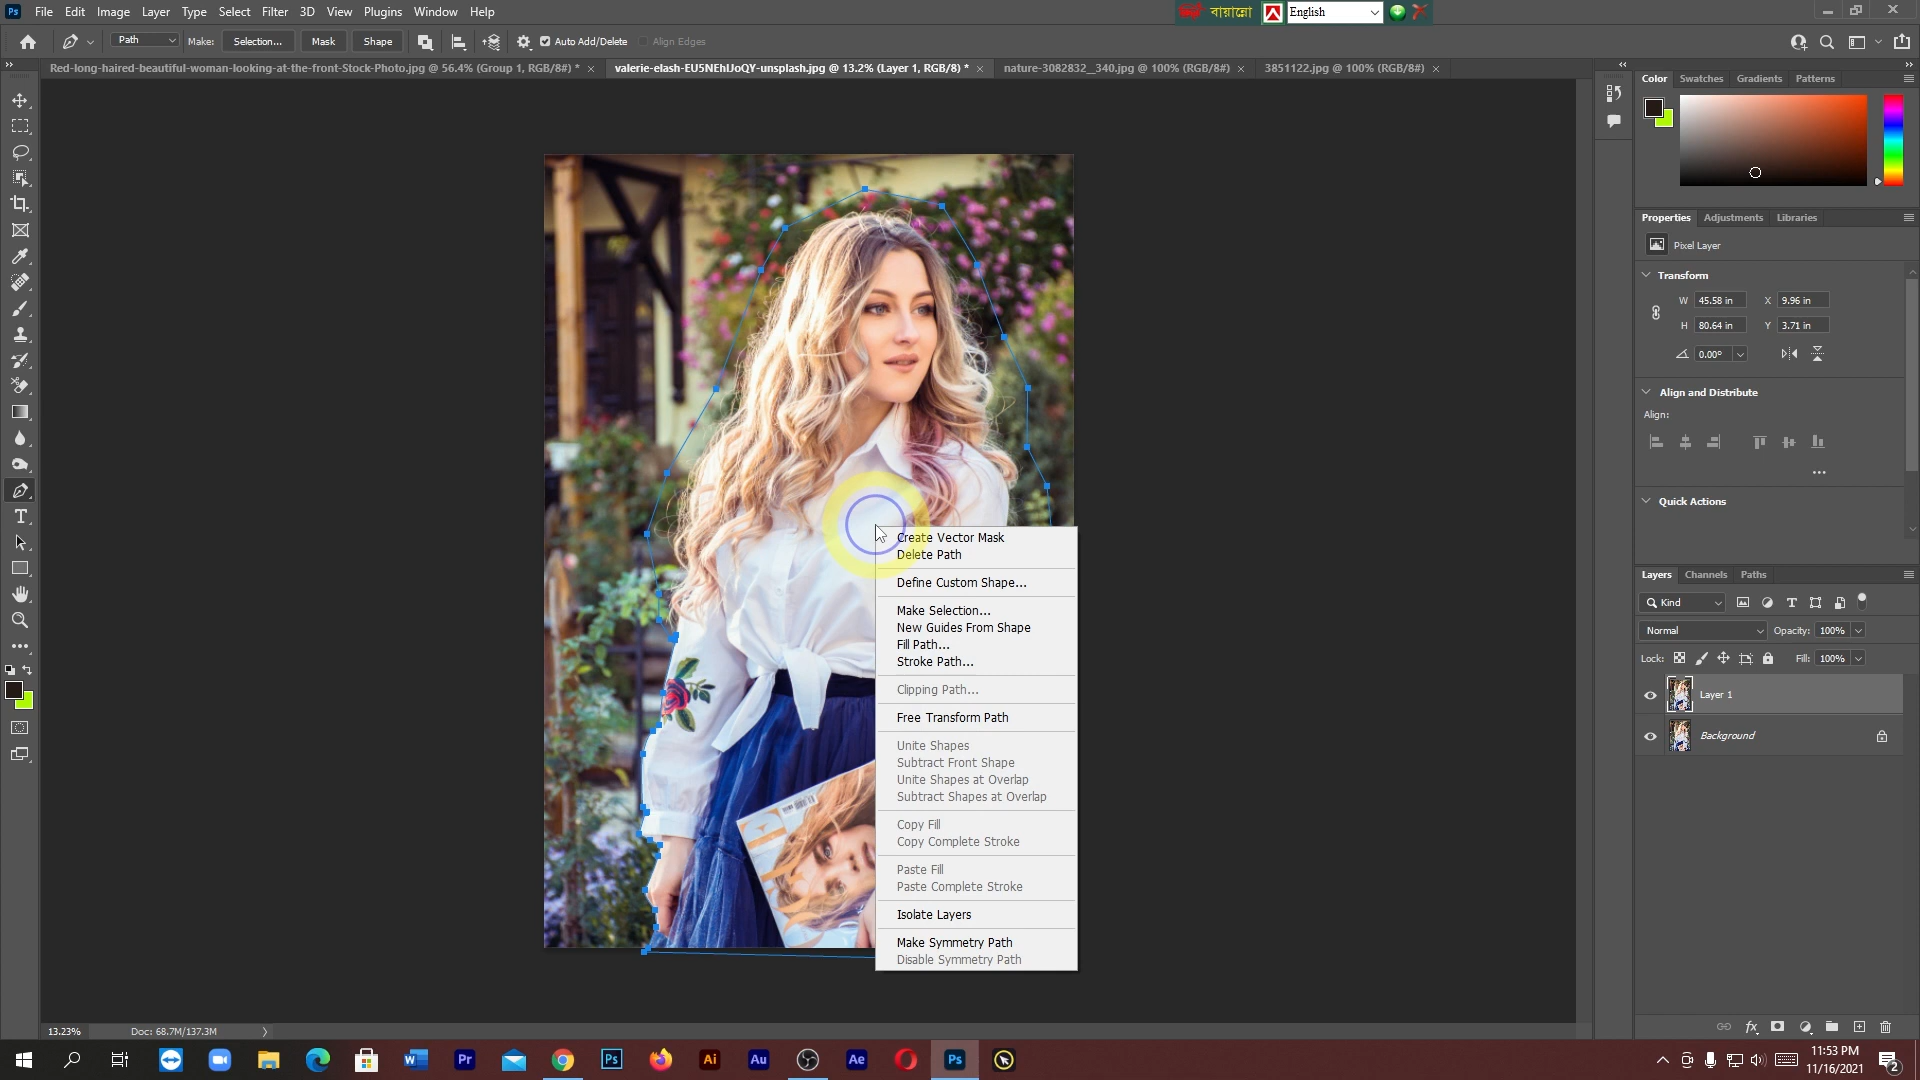 Ps File Edit Image Layer Type Select Filter 3D View Plugins Window Help
বায়ান্নো English
Path Make: Selection... Mask Shape Auto Add/Delete Align Edges
Red-long-haired-beautiful-woman-looking-at-the-front-Stock-Photo.jpg @ 56.4% (Group 1, RGB/8#) * valerie-elash-EU5NEhIJoQY-unsplash.jpg @ 13.2% (Layer 1, RGB/8) * nature-3082832__340.jpg @ 100% (RGB/8#) 3851122.jpg @ 100% (RGB/8#)
Color Swatches Gradients Patterns
Properties Adjustments Libraries
Pixel Layer
Transform
W 45.58 in X 9.96 in
H 80.64 in Y 3.71 in
0.00°
Align and Distribute
Align:
Quick Actions
Create Vector Mask
Delete Path
Define Custom Shape...
Make Selection...
New Guides From Shape
Fill Path...
Stroke Path...
Clipping Path...
Free Transform Path
Unite Shapes
Subtract Front Shape
Unite Shapes at Overlap
Subtract Shapes at Overlap
Copy Fill
Copy Complete Stroke
Paste Fill
Paste Complete Stroke
Isolate Layers
Make Symmetry Path
Disable Symmetry Path
Layers Channels Paths
Kind
Normal Opacity: 100%
Lock: Fill: 100%
Layer 1
Background
13.23% Doc: 68.7M/137.3M
W Pr Ps Ai Au Ae Ps
11:53 PM
11/16/2021
2